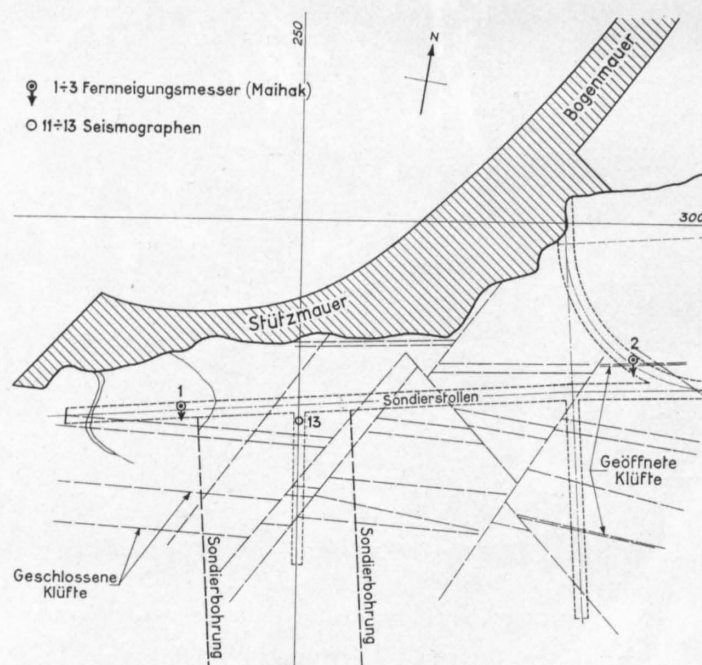 250
N
1÷3 Fernneigungsmesser (Maihak)
11÷13 Seismographen
Bogenmauer
300
Stützmauer
2
1
Sondierstollen
13
Geöffnete
Klüfte
Geschlossene
Klüfte
Sondierbohrung
Sondierbohrung